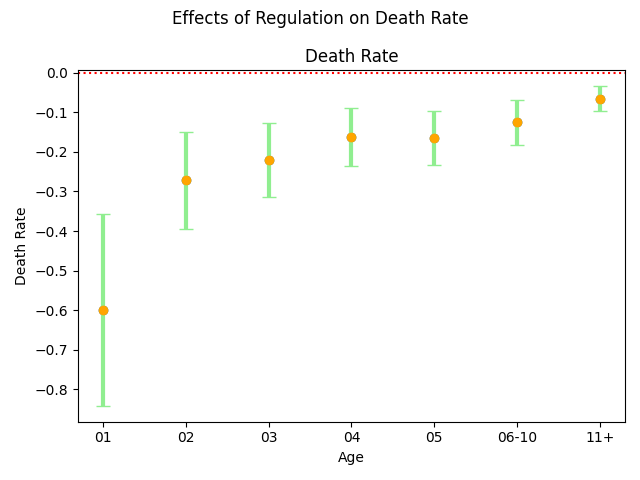 Effects of Regulation on Death Rate
Death Rate
0.0
−0.1
−0.2
−0.3
−0.4
−0.5
−0.6
−0.7
−0.8
Death Rate
01 02 03 04 05 06-10 11+
Age